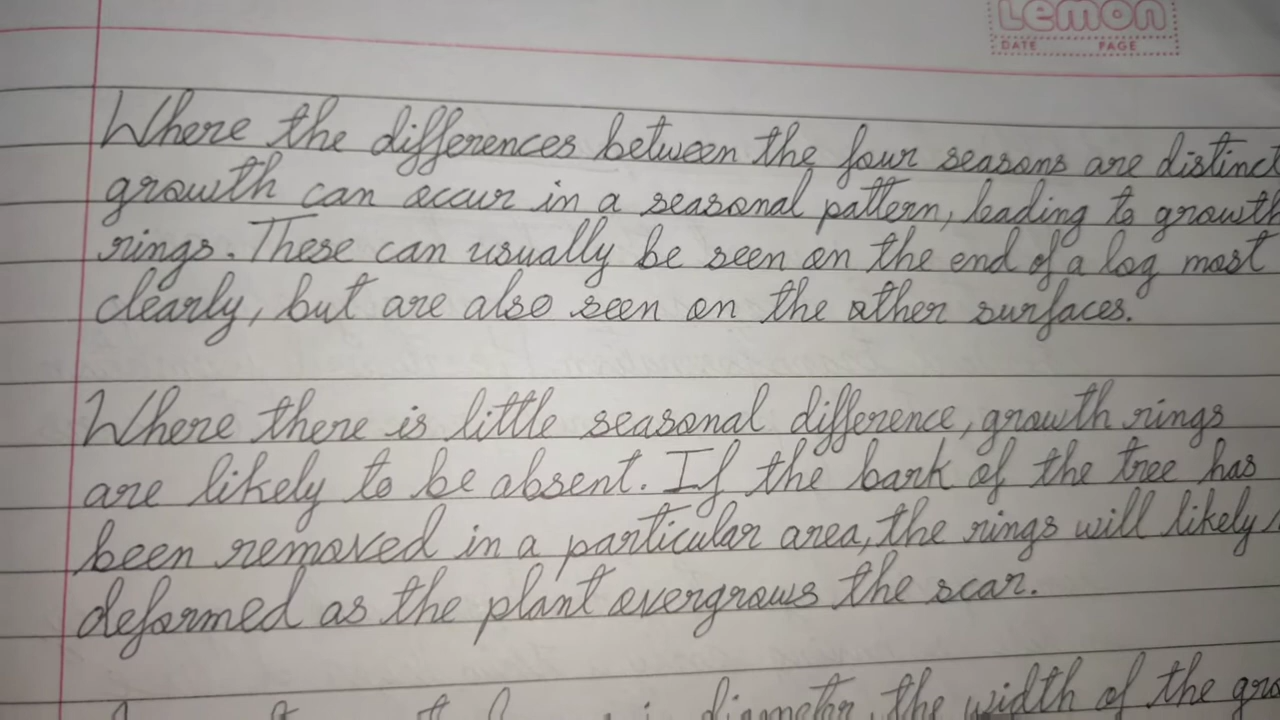 Lemon
DATE PAGE
Where the differences between the four seasons are distinct
growth can occur in a seasonal pattern, leading to growth
rings. These can usually be seen on the end of a log most
clearly, but are also seen on the other surfaces.
Where there is little seasonal difference, growth rings
are likely to be absent. If the bark of the tree has
been removed in a particular area, the rings will likely
deformed as the plant overgrows the scar.
diameter, the width of the